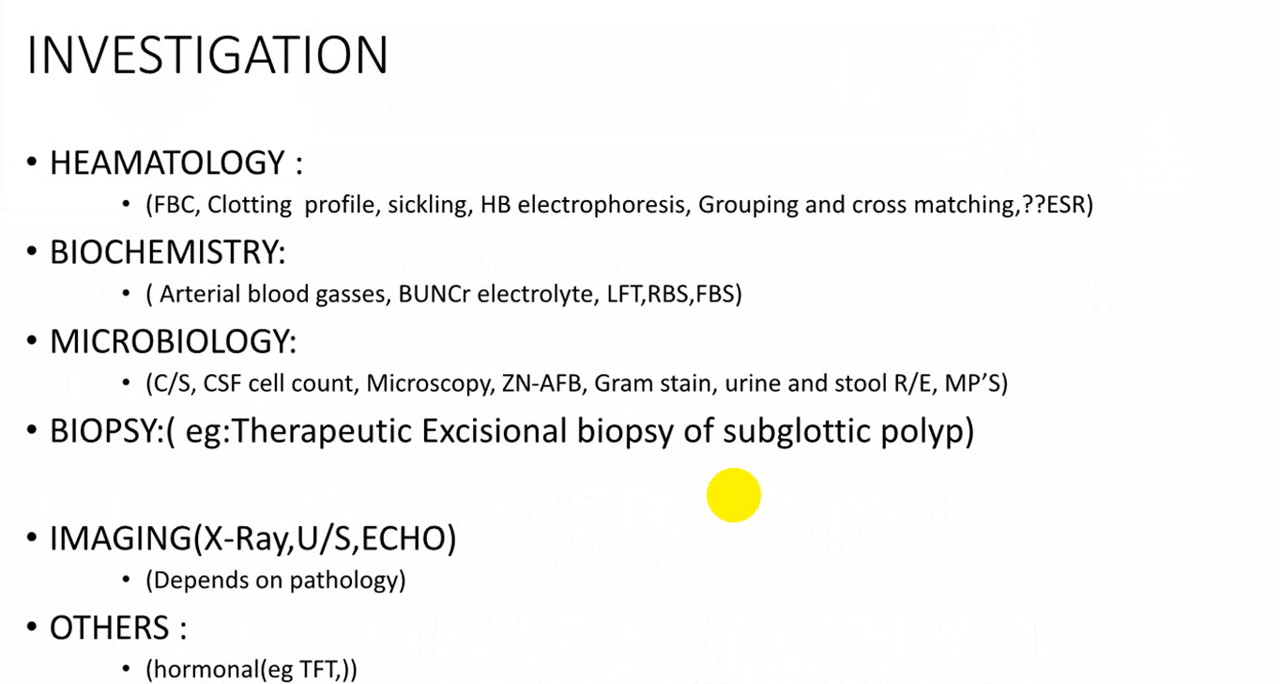 INVESTIGATION
• HEAMATOLOGY :
• (FBC, Clotting profile, sickling, HB electrophoresis, Grouping and cross matching,??ESR)
• BIOCHEMISTRY:
• ( Arterial blood gasses, BUNCr electrolyte, LFT,RBS,FBS)
• MICROBIOLOGY:
• (C/S, CSF cell count, Microscopy, ZN-AFB, Gram stain, urine and stool R/E, MP’S)
• BIOPSY:( eg:Therapeutic Excisional biopsy of subglottic polyp)
• IMAGING(X-Ray,U/S,ECHO)
• (Depends on pathology)
• OTHERS :
• (hormonal(eg TFT,))